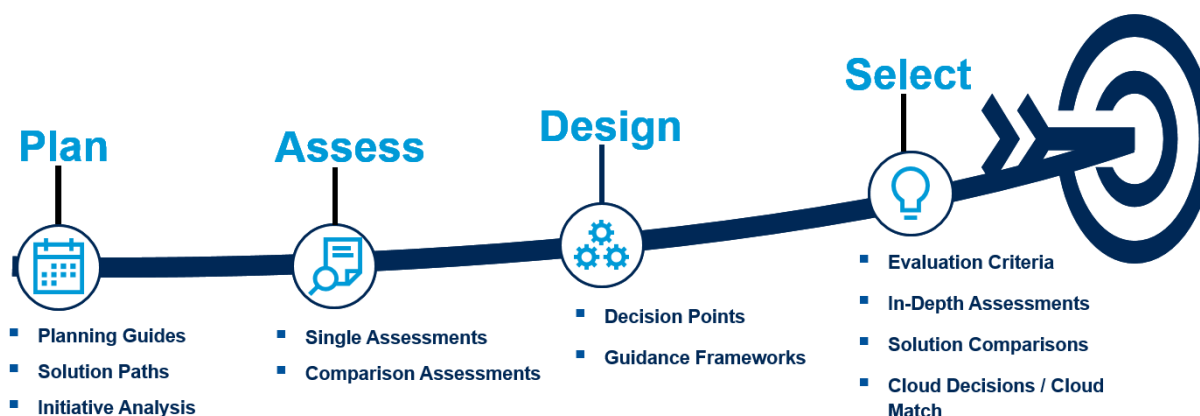 Plan
Planning Guides
Solution Paths
Initiative Analysis
Assess
Single Assessments
Comparison Assessments
Design
Decision Points
Guidance Frameworks
Select
Evaluation Criteria
In-Depth Assessments
Solution Comparisons
Cloud Decisions / Cloud
Match